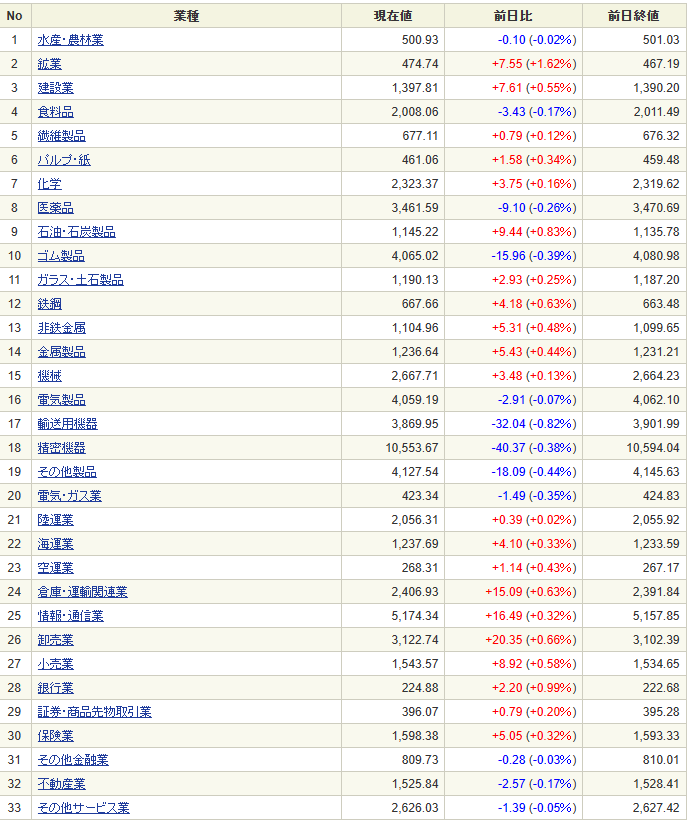 No 業種 現在値 前日比 前日終値
1 水産・農林業 500.93 -0.10 (-0.02%) 501.03
2 鉱業 474.74 +7.55 (+1.62%) 467.19
3 建設業 1,397.81 +7.61 (+0.55%) 1,390.20
4 食料品 2,008.06 -3.43 (-0.17%) 2,011.49
5 繊維製品 677.11 +0.79 (+0.12%) 676.32
6 パルプ・紙 461.06 +1.58 (+0.34%) 459.48
7 化学 2,323.37 +3.75 (+0.16%) 2,319.62
8 医薬品 3,461.59 -9.10 (-0.26%) 3,470.69
9 石油・石炭製品 1,145.22 +9.44 (+0.83%) 1,135.78
10 ゴム製品 4,065.02 -15.96 (-0.39%) 4,080.98
11 ガラス・土石製品 1,190.13 +2.93 (+0.25%) 1,187.20
12 鉄鋼 667.66 +4.18 (+0.63%) 663.48
13 非鉄金属 1,104.96 +5.31 (+0.48%) 1,099.65
14 金属製品 1,236.64 +5.43 (+0.44%) 1,231.21
15 機械 2,667.71 +3.48 (+0.13%) 2,664.23
16 電気製品 4,059.19 -2.91 (-0.07%) 4,062.10
17 輸送用機器 3,869.95 -32.04 (-0.82%) 3,901.99
18 精密機器 10,553.67 -40.37 (-0.38%) 10,594.04
19 その他製品 4,127.54 -18.09 (-0.44%) 4,145.63
20 電気・ガス業 423.34 -1.49 (-0.35%) 424.83
21 陸運業 2,056.31 +0.39 (+0.02%) 2,055.92
22 海運業 1,237.69 +4.10 (+0.33%) 1,233.59
23 空運業 268.31 +1.14 (+0.43%) 267.17
24 倉庫・運輸関連業 2,406.93 +15.09 (+0.63%) 2,391.84
25 情報・通信業 5,174.34 +16.49 (+0.32%) 5,157.85
26 卸売業 3,122.74 +20.35 (+0.66%) 3,102.39
27 小売業 1,543.57 +8.92 (+0.58%) 1,534.65
28 銀行業 224.88 +2.20 (+0.99%) 222.68
29 証券・商品先物取引業 396.07 +0.79 (+0.20%) 395.28
30 保険業 1,598.38 +5.05 (+0.32%) 1,593.33
31 その他金融業 809.73 -0.28 (-0.03%) 810.01
32 不動産業 1,525.84 -2.57 (-0.17%) 1,528.41
33 その他サービス業 2,626.03 -1.39 (-0.05%) 2,627.42